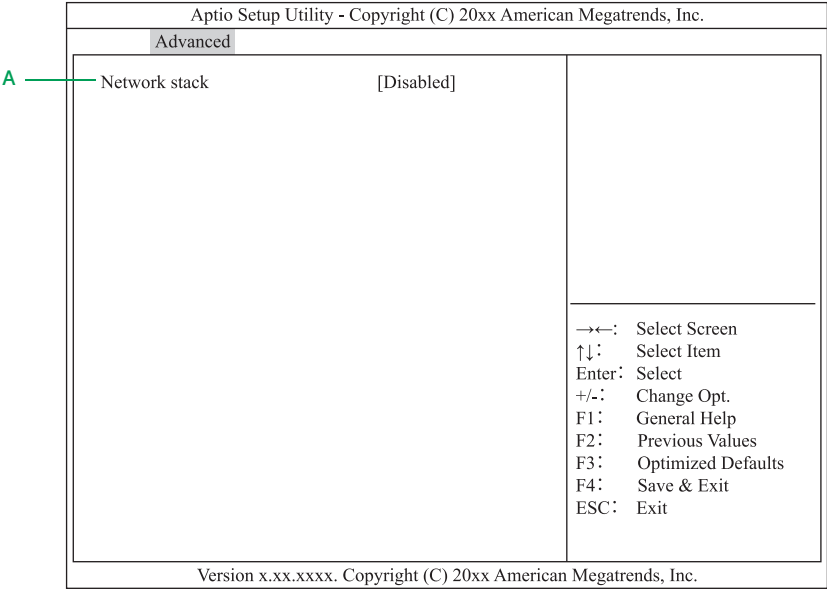 Aptio Setup Utility - Copyright (C) 20xx American Megatrends, Inc.
Advanced
A
Network stack [Disabled]
→←: Select Screen
↑↓: Select Item
Enter: Select
+/-: Change Opt.
F1: General Help
F2: Previous Values
F3: Optimized Defaults
F4: Save & Exit
ESC: Exit
Version x.xx.xxxx. Copyright (C) 20xx American Megatrends, Inc.